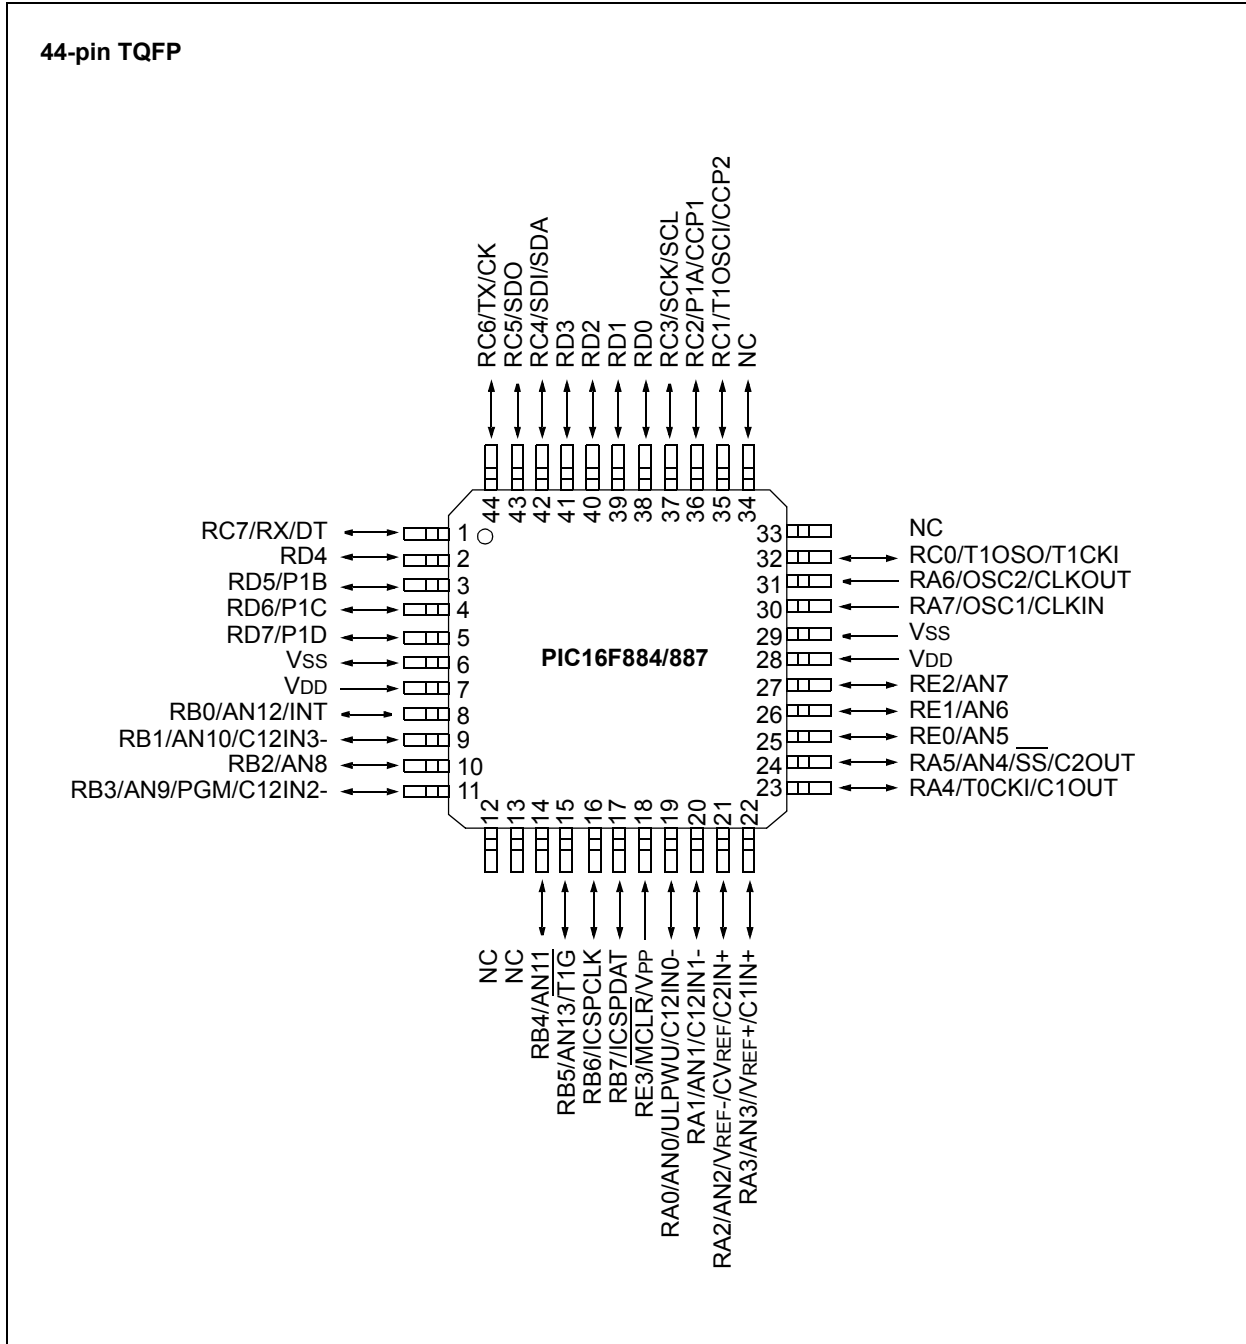 44-pin TQFP
RC6/TX/CK
RC5/SDO
RC4/SDI/SDA
RD3
RD2
RD1
RD0
RC3/SCK/SCL
RC2/P1A/CCP1
RC1/T1OSCI/CCP2
NC
44
43
42
41
40
39
38
37
36
35
34
RC7/RX/DT 1
RD4 2
RD5/P1B 3
RD6/P1C 4
RD7/P1D 5
VSS 6
VDD 7
RB0/AN12/INT 8
RB1/AN10/C12IN3- 9
RB2/AN8 10
RB3/AN9/PGM/C12IN2- 11
PIC16F884/887
33 NC
32 RC0/T1OSO/T1CKI
31 RA6/OSC2/CLKOUT
30 RA7/OSC1/CLKIN
29 VSS
28 VDD
27 RE2/AN7
26 RE1/AN6
25 RE0/AN5
24 RA5/AN4/SS/C2OUT
23 RA4/T0CKI/C1OUT
12
13
14
15
16
17
18
19
20
21
22
NC
NC
RB4/AN11
RB5/AN13/T1G
RB6/ICSPCLK
RB7/ICSPDAT
RE3/MCLR/VPP
RA0/AN0/ULPWU/C12IN0-
RA1/AN1/C12IN1-
RA2/AN2/VREF-/CVREF/C2IN+
RA3/AN3//VREF+/C1IN+